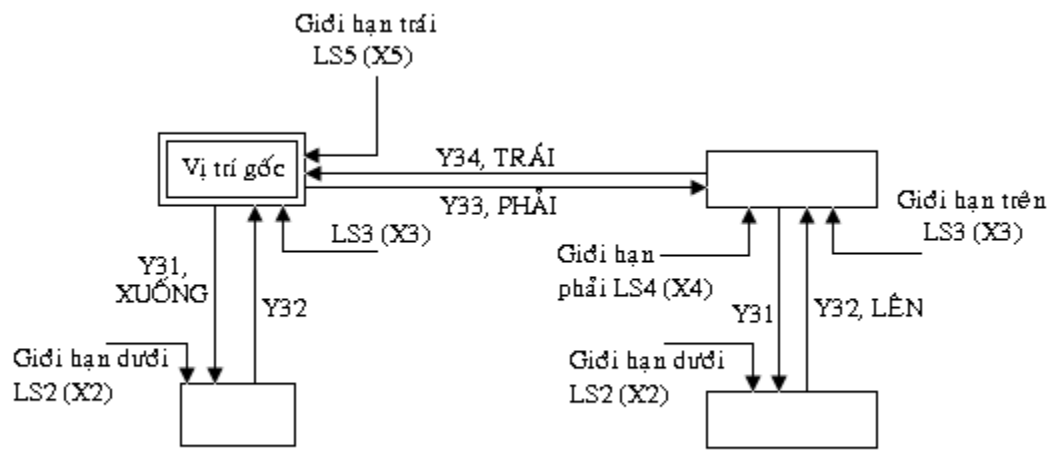 Giới hạn trái
LS5 (X5)
Vị trí gốc
Y34, TRÁI
Y33, PHẢI
Giới hạn trên
LS3 (X3)
LS3 (X3)
Giới hạn
phải LS4 (X4)
Y31,
XUỐNG
Y32
Y31
Y32, LÊN
Giới hạn dưới
LS2 (X2)
Giới hạn dưới
LS2 (X2)